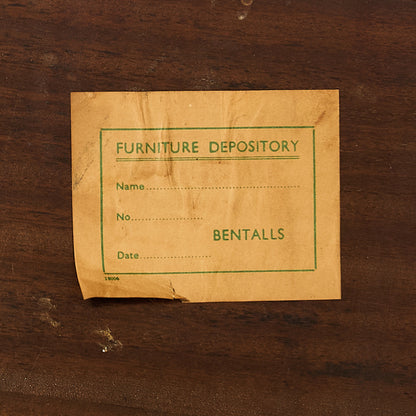 FURNITURE DEPOSITORY
Name
No.
BENTALLS
Date